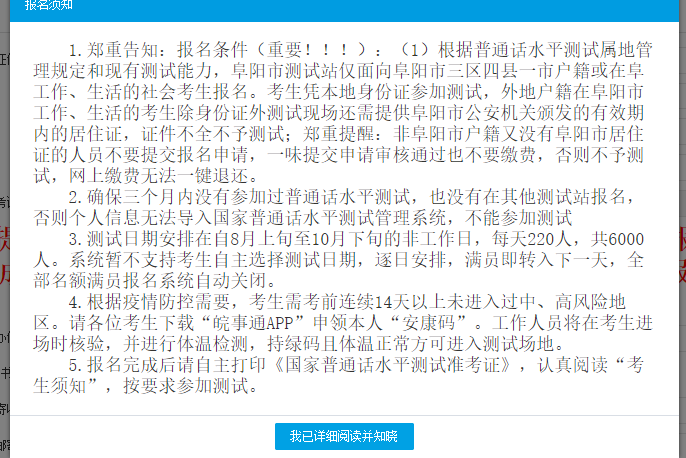 报名须知
1.郑重告知：报名条件（重要！！！）：（1）根据普通话水平测试属地管
理规定和现有测试能力，阜阳市测试站仅面向阜阳市三区四县一市户籍或在阜
工作、生活的社会考生报名。考生凭本地身份证参加测试，外地户籍在阜阳市
工作、生活的考生除身份证外测试现场还需提供阜阳市公安机关颁发的有效期
内的居住证，证件不全不予测试；郑重提醒：非阜阳市户籍又没有阜阳市居住
证的人员不要提交报名申请，一味提交申请审核通过也不要缴费，否则不予测
试，网上缴费无法一键退还。
2.确保三个月内没有参加过普通话水平测试，也没有在其他测试站报名，
否则个人信息无法导入国家普通话水平测试管理系统，不能参加测试
3.测试日期安排在自8月上旬至10月下旬的非工作日，每天220人，共6000
人。系统暂不支持考生自主选择测试日期，逐日安排，满员即转入下一天，全
部名额满员报名系统自动关闭。
4.根据疫情防控需要，考生需考前连续14天以上未进入过中、高风险地
区。请各位考生下载“皖事通APP”申领本人“安康码”。工作人员将在考生进
场时核验，并进行体温检测，持绿码且体温正常方可进入测试场地。
5.报名完成后请自主打印《国家普通话水平测试准考证》，认真阅读“考
生须知”，按要求参加测试。
我已详细阅读并知晓